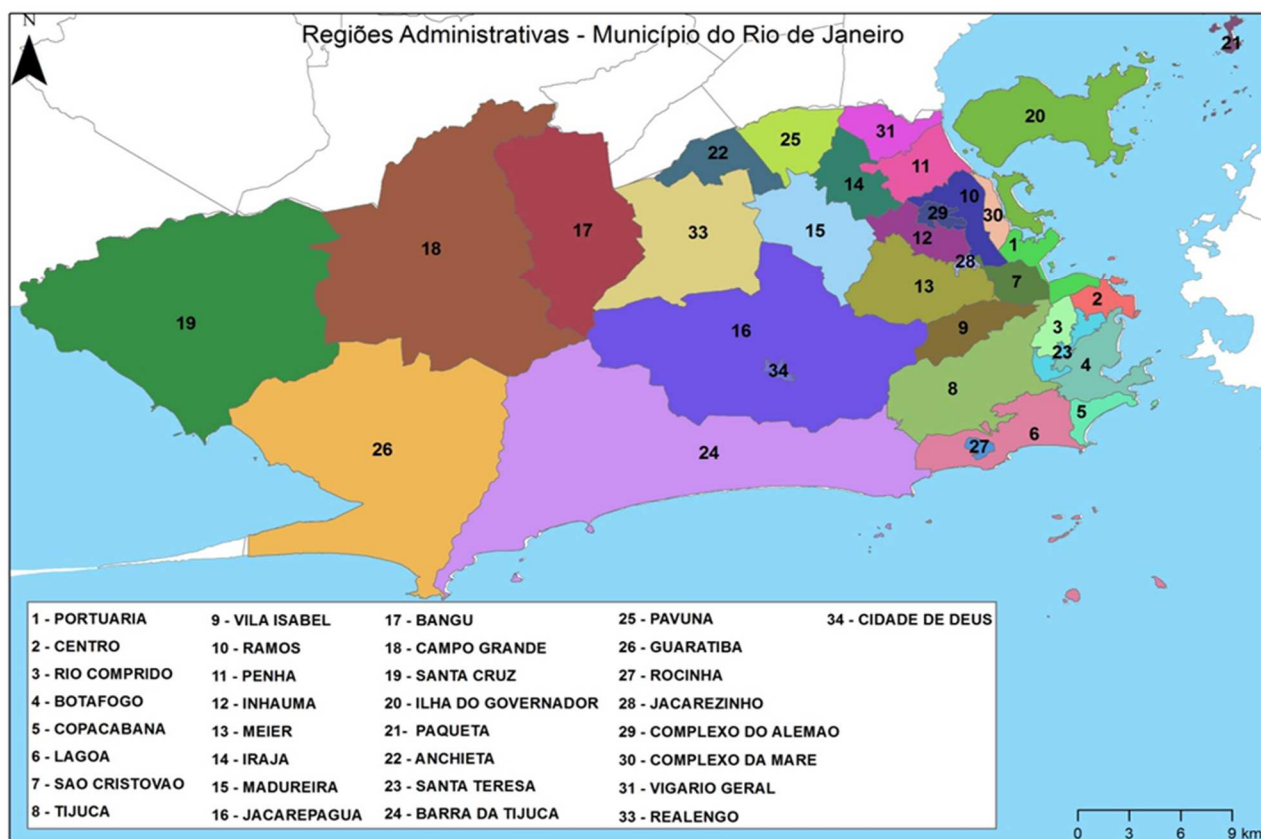 Regiões Administrativas - Município do Rio de Janeiro
N
21
20
31
25
22
11
14
10
29
30
17
33
15
12
18
1
28
7
13
2
19
16
9
3
23
4
34
8
5
6
27
26
24
1 - PORTUARIA
2 - CENTRO
3 - RIO COMPRIDO
4 - BOTAFOGO
5 - COPACABANA
6 - LAGOA
7 - SAO CRISTOVAO
8 - TIJUCA
9 - VILA ISABEL
10 - RAMOS
11 - PENHA
12 - INHAUMA
13 - MEIER
14 - IRAJA
15 - MADUREIRA
16 - JACAREPAGUA
17 - BANGU
18 - CAMPO GRANDE
19 - SANTA CRUZ
20 - ILHA DO GOVERNADOR
21- PAQUETA
22 - ANCHIETA
23 - SANTA TERESA
24 - BARRA DA TIJUCA
25 - PAVUNA
26 - GUARATIBA
27 - ROCINHA
28 - JACAREZINHO
29 - COMPLEXO DO ALEMAO
30 - COMPLEXO DA MARE
31 - VIGARIO GERAL
33 - REALENGO
34 - CIDADE DE DEUS
0 3 6 9 km